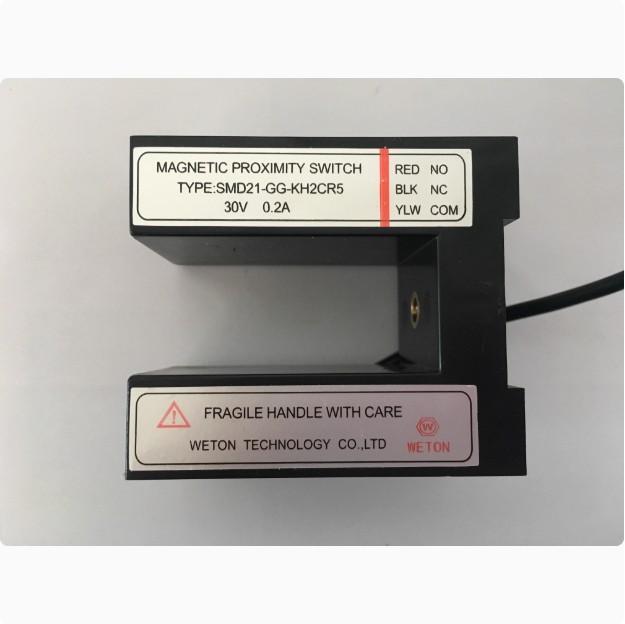 MAGNETIC PROXIMITY SWITCH
TYPE:SMD21-GG-KH2CR5
30V 0.2A
RED NO
BLK NC
YLW COM
FRAGILE HANDLE WITH CARE
WETON TECHNOLOGY CO.,LTD
W
WETON